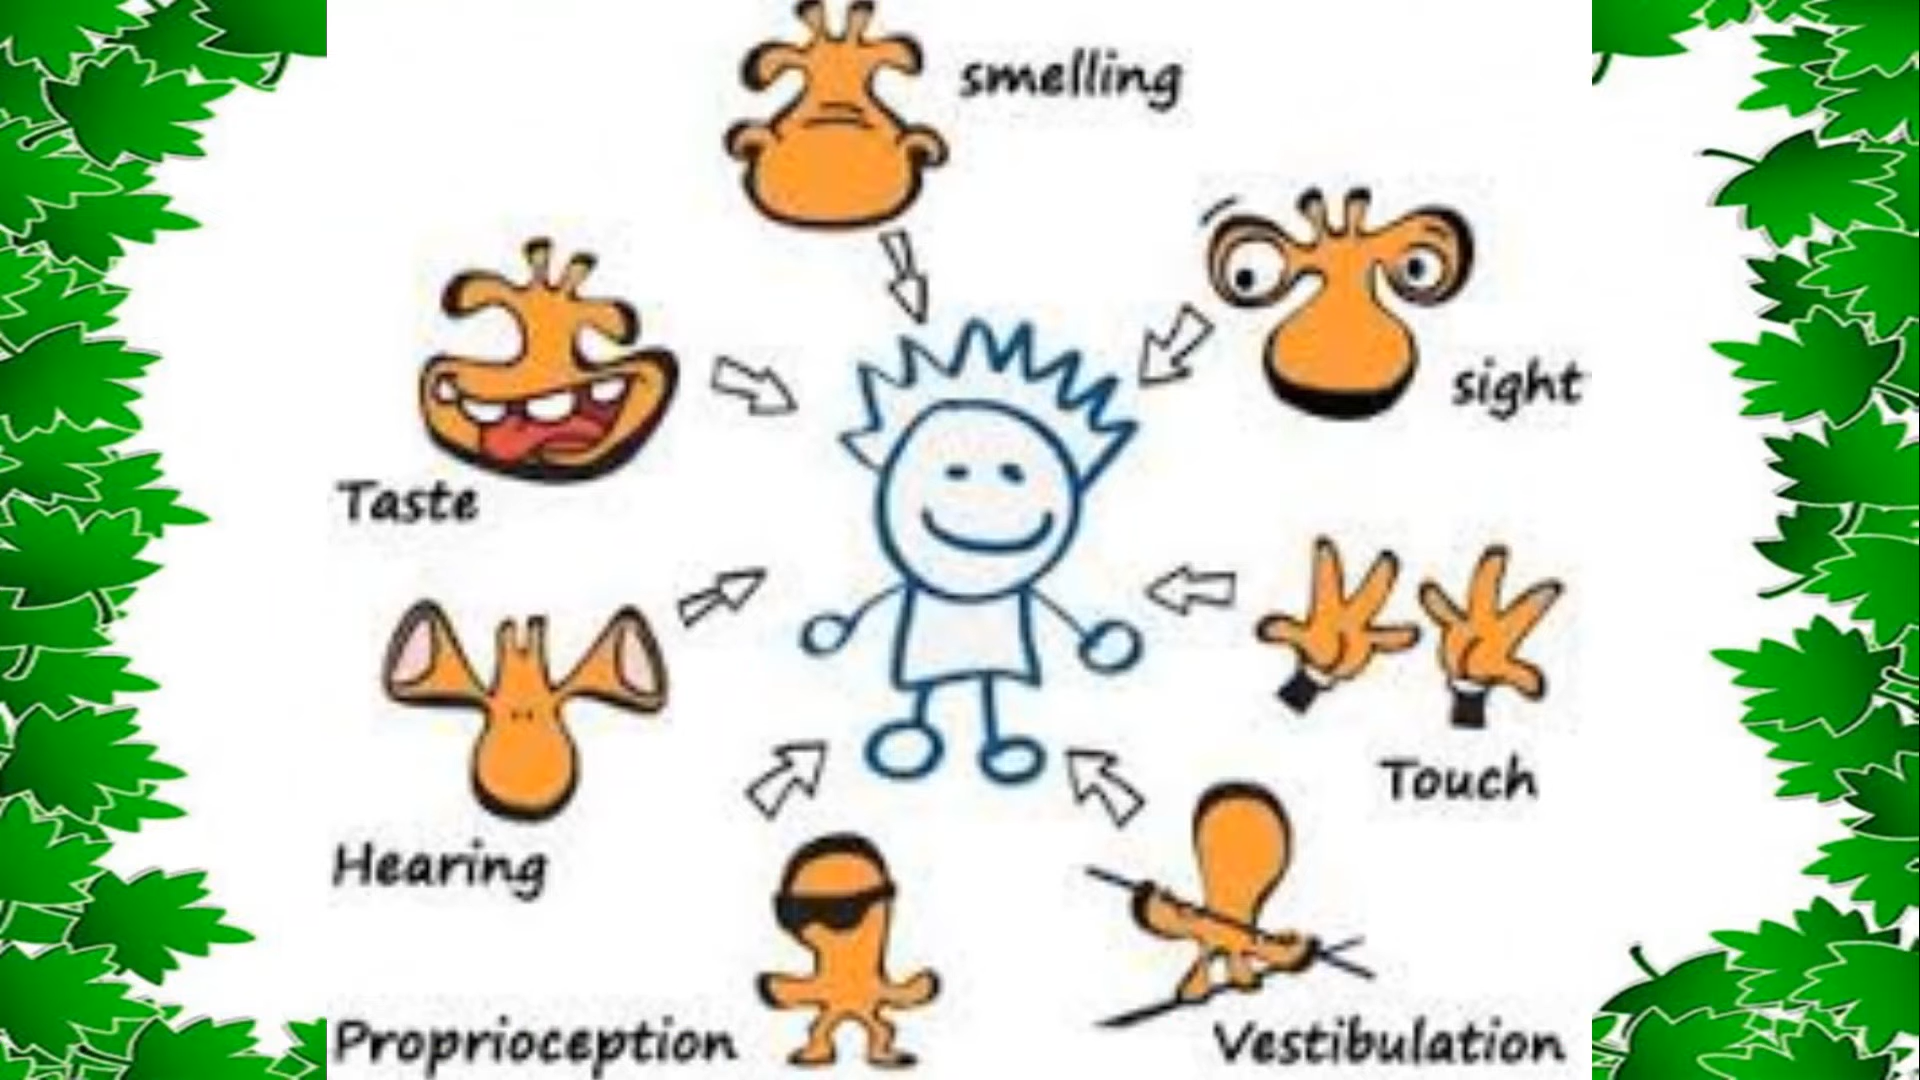 smelling
sight
Taste
Touch
Hearing
Proprioception
Vestibulation